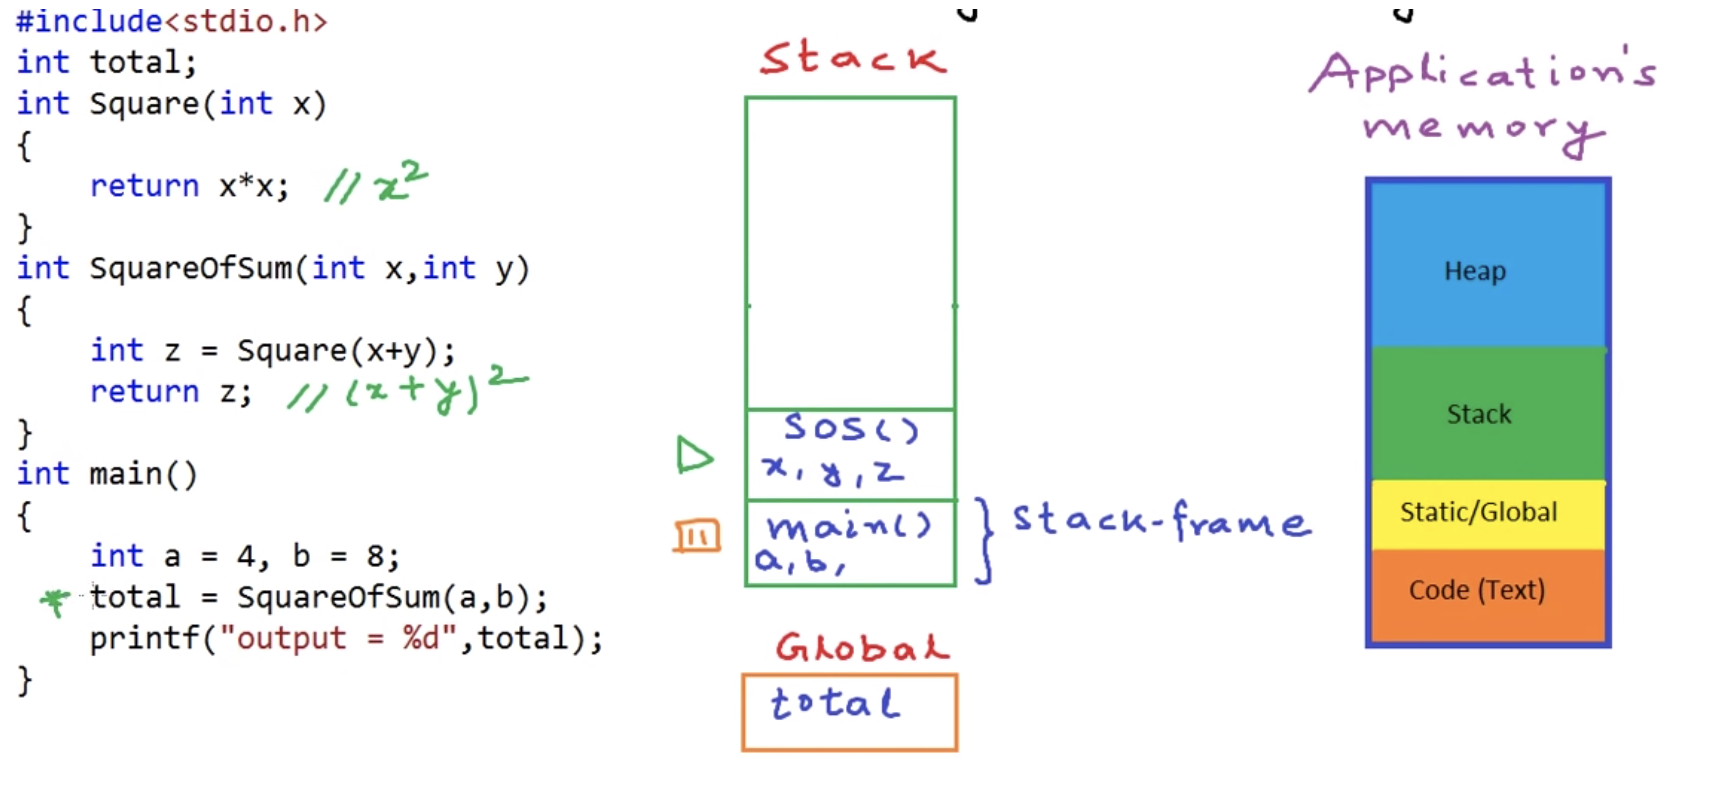 #include<stdio.h>
int total;
int Square(int x)
{
return x*x; // x²
}
int SquareOfSum(int x,int y)
{
int z = Square(x+y);
return z; // (x+y)²
}
int main()
{
int a = 4, b = 8;
* total = SquareOfSum(a,b);
printf("output = %d",total);
}
Stack
SOS()
x, y, z
main()
a, b,
stack-frame
Global
total
Application's
memory
Heap
Stack
Static/Global
Code (Text)